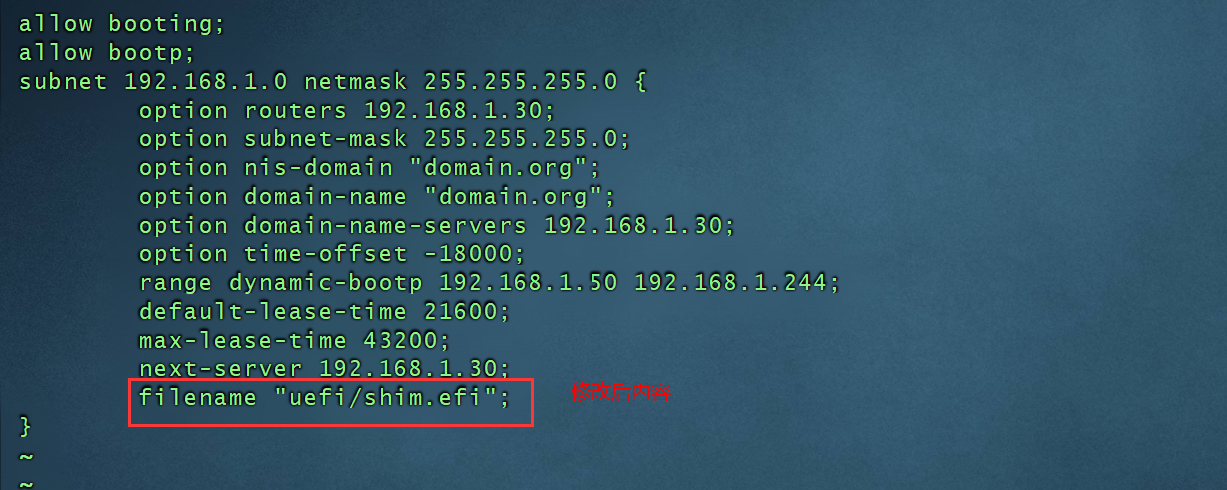 allow booting;
allow bootp;
subnet 192.168.1.0 netmask 255.255.255.0 {
option routers 192.168.1.30;
option subnet-mask 255.255.255.0;
option nis-domain "domain.org";
option domain-name "domain.org";
option domain-name-servers 192.168.1.30;
option time-offset -18000;
range dynamic-bootp 192.168.1.50 192.168.1.244;
default-lease-time 21600;
max-lease-time 43200;
next-server 192.168.1.30;
filename "uefi/shim.efi"; 修改后内容
}
~
~